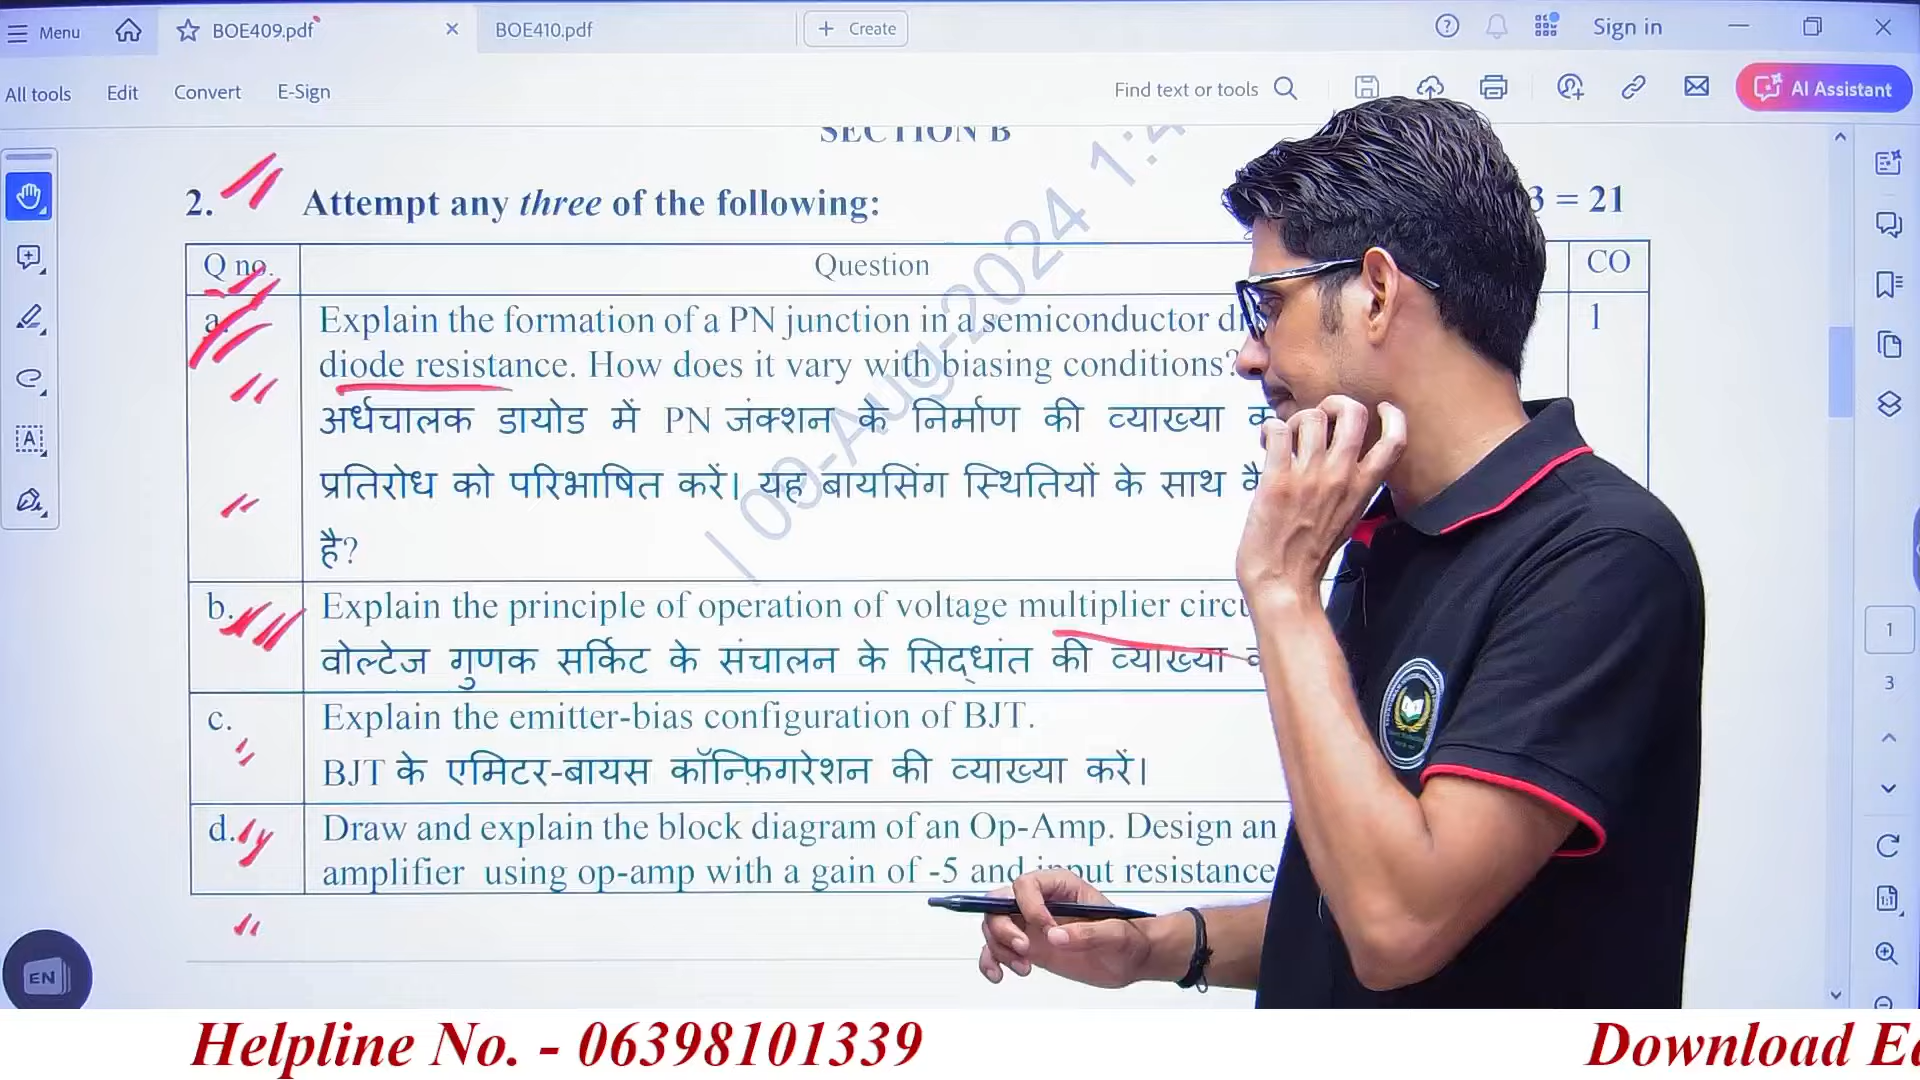 Menu
BOE409.pdf
BOE410.pdf
Create
Sign in
All tools
Edit
Convert
E-Sign
Find text or tools
AI Assistant
SECTION B
2. Attempt any three of the following: 3 = 21
Q no. Question CO
a. Explain the formation of a PN junction in a semiconductor 1
diode resistance. How does it vary with biasing conditions?
अर्धचालक डायोड में PN जंक्शन के निर्माण की व्याख्या
प्रतिरोध को परिभाषित करें। यह बायसिंग स्थितियों के साथ
है?
b. Explain the principle of operation of voltage multiplier
वोल्टेज गुणक सर्किट के संचालन के सिद्धांत की व्याख्या
c. Explain the emitter-bias configuration of BJT.
BJT के एमिटर-बायस कॉन्फ़िगरेशन की व्याख्या करें।
d. Draw and explain the block diagram of an Op-Amp. Design an
amplifier using op-amp with a gain of -5 and input resistance
| 09-Aug-2024 1:4
1
3
EN
Helpline No. - 06398101339
Download